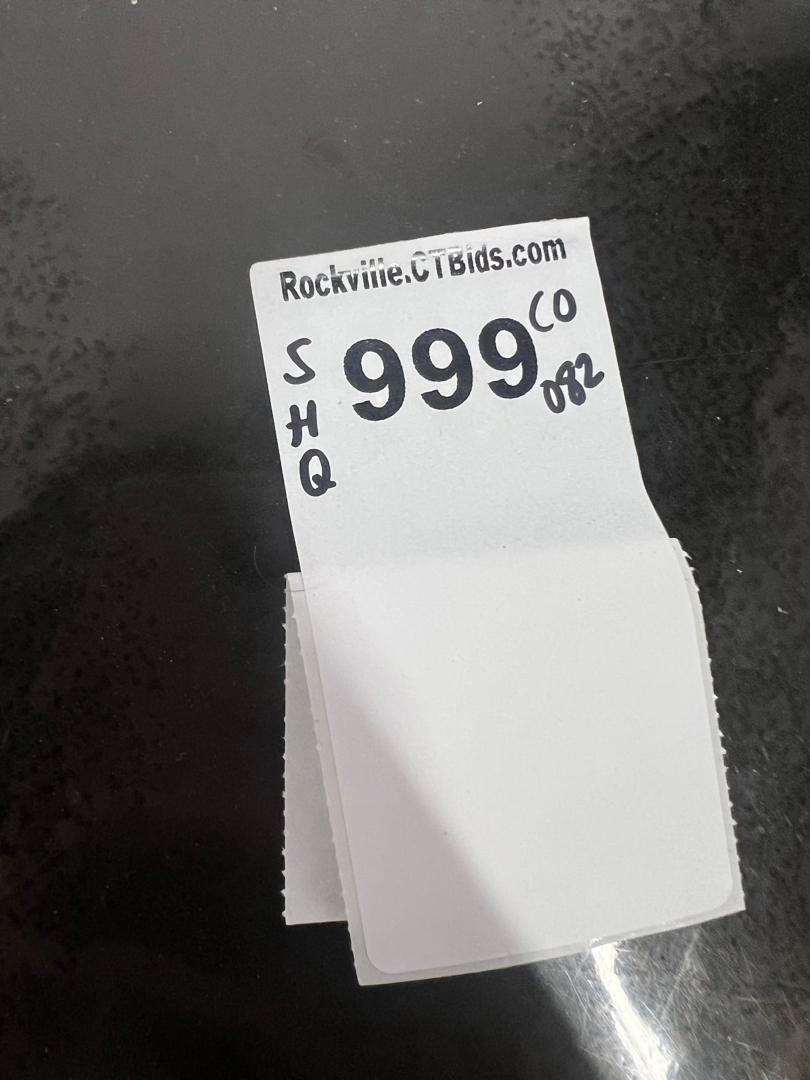 Rockville.CTBids.com
S 999 CO
H 082
Q